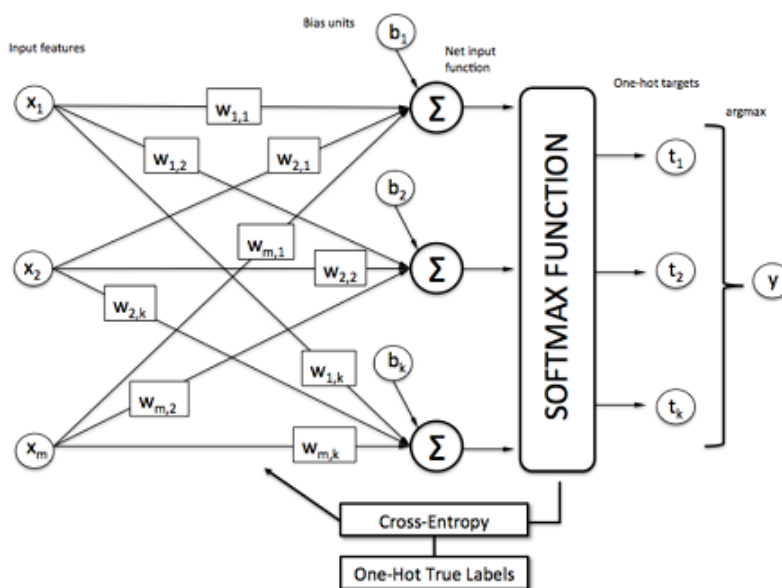 Input features
Bias units
b1
Net input
function
One-hot targets
argmax
x1
w1,1
Σ
w1,2
w2,1
t1
b2
x2
wm,1
w2,2
Σ
SOFTMAX FUNCTION
t2
y
w2,k
bk
w1,k
wm,2
tk
xm
wm,k
Σ
Cross-Entropy
One-Hot True Labels